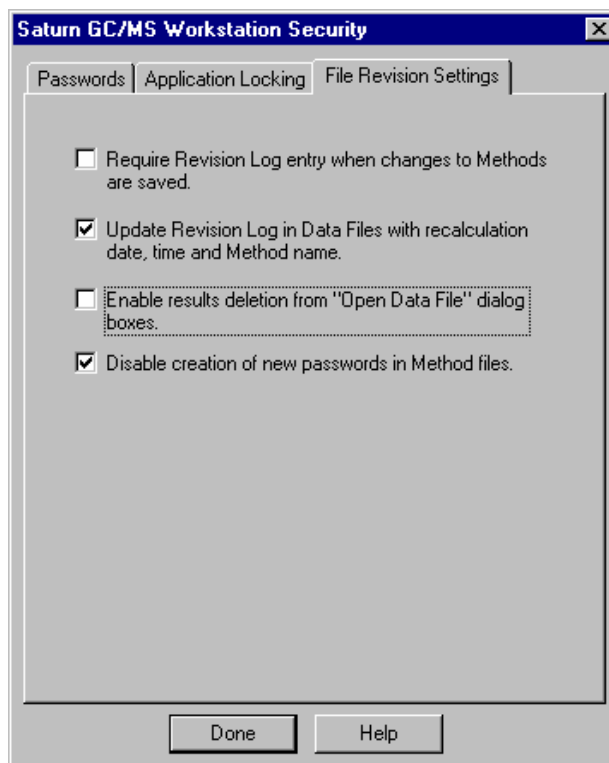 Saturn GC/MS Workstation Security
Passwords Application Locking File Revision Settings
Require Revision Log entry when changes to Methods
are saved.
Update Revision Log in Data Files with recalculation
date, time and Method name.
Enable results deletion from "Open Data File" dialog
boxes.
Disable creation of new passwords in Method files.
Done Help